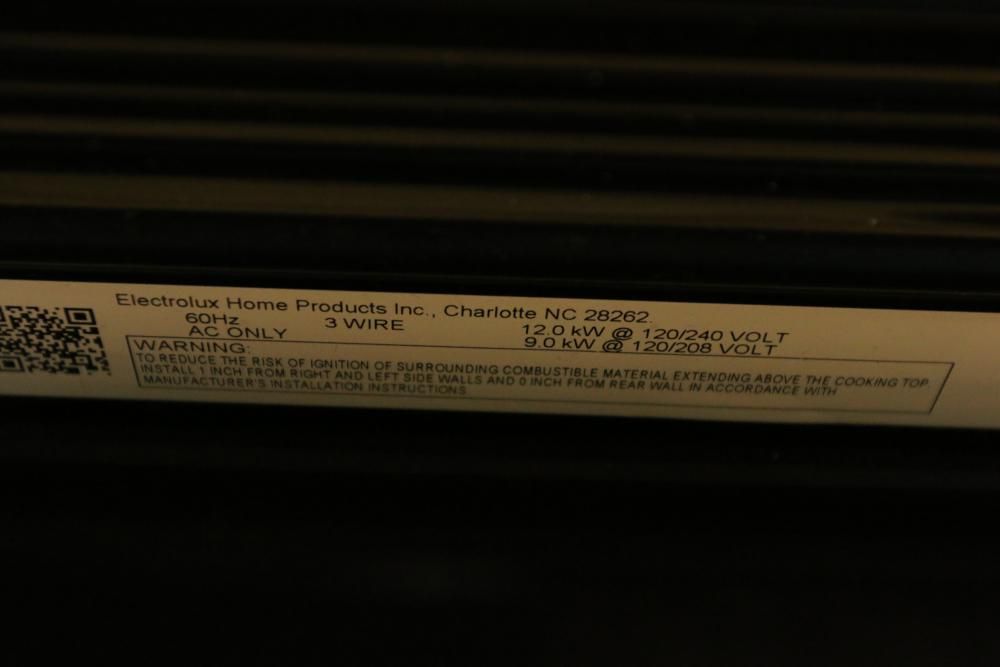 Electrolux Home Products Inc., Charlotte NC 28262.
60Hz 3 WIRE 12.0 kW @ 120/240 VOLT
AC ONLY 9.0 kW @ 120/208 VOLT
WARNING:
TO REDUCE THE RISK OF IGNITION OF SURROUNDING COMBUSTIBLE MATERIAL EXTENDING ABOVE THE COOKING TOP,
INSTALL 1 INCH FROM RIGHT AND LEFT SIDE WALLS AND 0 INCH FROM REAR WALL IN ACCORDANCE WITH
MANUFACTURER'S INSTALLATION INSTRUCTIONS